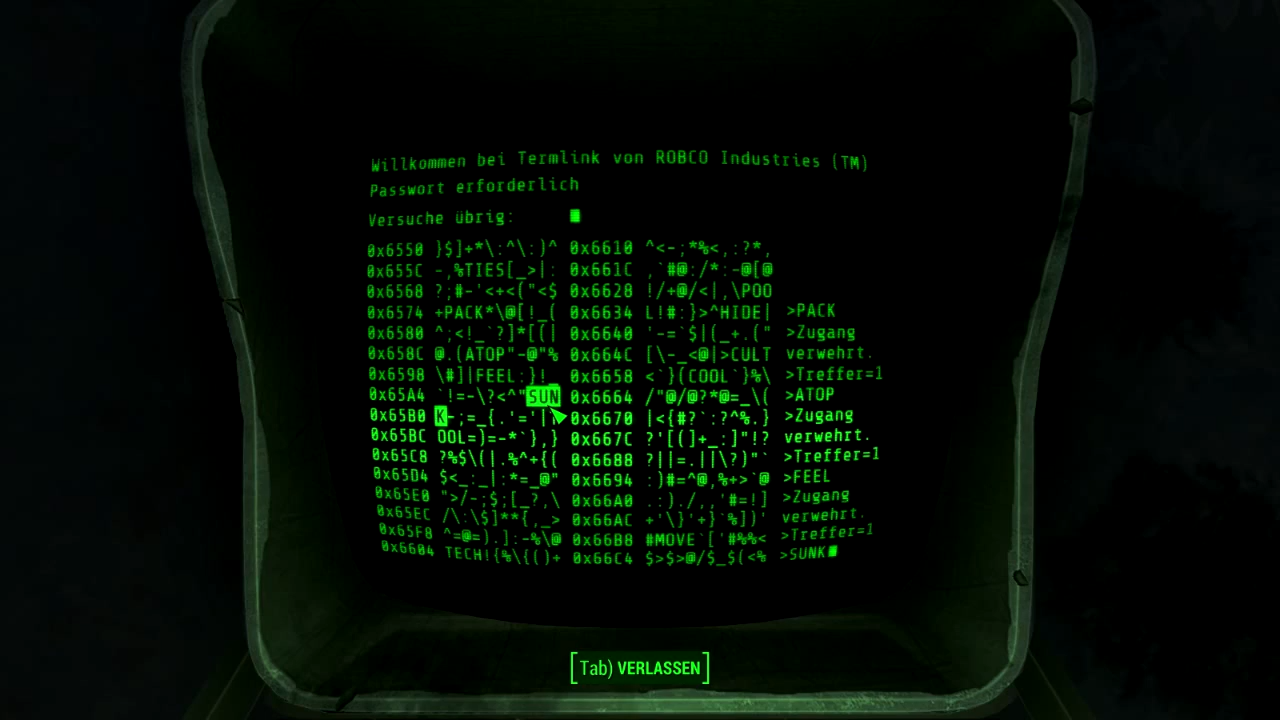 Willkommen bei Termlink von ROBCO Industries (TM)
Passwort erforderlich
Versuche übrig: ■
0x6550 }$]+*\:^\:)^ 0x6610 ^<-;*%<,:?*,
0x655C -,%TIES[_>|: 0x661C ,`#@:/*:-@[@
0x6568 ?;#-'<+<("<$ 0x6628 !/+@/<|,\POO
0x6574 +PACK*\@[!_( 0x6634 L!#:}>^HIDE| >PACK
0x6580 ^;<!_`?]*[(| 0x6640 '-=`$|(_+.(" >Zugang
0x658C @.(ATOP"-@"% 0x664C [\-_<@|>CULT verwehrt.
0x6598 \#]|FEEL:}!_ 0x6658 <`}(COOL`}%\ >Treffer=1
0x65A4 `!=-\?<^"SUN 0x6664 /"@/@?*@=_\( >ATOP
0x65B0 K-;=_{.'='|\ 0x6670 |<{#?`:?^%.} >Zugang
0x65BC OOL=)=-*`},} 0x667C ?'[(]+_:]"!? verwehrt.
0x65C8 ?%$\(|.%^+{( 0x6688 ?||=.||\?)"` >Treffer=1
0x65D4 $<_:_|:*=_@" 0x6694 :)#=^@,%+>`@ >FEEL
0x65E0 ">/-;$;[_?,\ 0x66A0 .:)./,,'#=!] >Zugang
0x65EC /\:\$]**{,_> 0x66AC +'\}'+}`%])' verwehrt.
0x65F8 ^=@=).]:-%\@ 0x66B8 #MOVE`['#%%< >Treffer=1
0x6604 TECH!{%\{()+ 0x66C4 $>$>@/$_$(<% >SUNK■
Tab) VERLASSEN